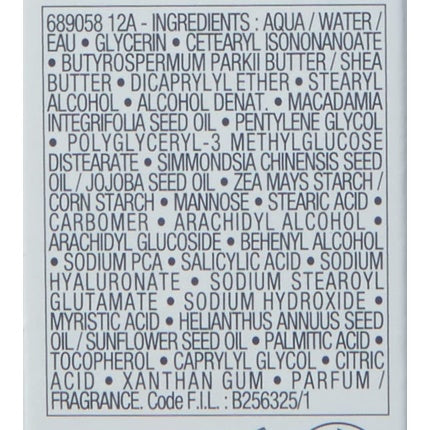 689058 12A - INGREDIENTS : AQUA / WATER /
EAU • GLYCERIN • CETEARYL ISONONANOATE
• BUTYROSPERMUM PARKII BUTTER / SHEA
BUTTER • DICAPRYLYL ETHER • STEARYL
ALCOHOL • ALCOHOL DENAT. • MACADAMIA
INTEGRIFOLIA SEED OIL • PENTYLENE GLYCOL
• POLYGLYCERYL-3 METHYLGLUCOSE
DISTEARATE • SIMMONDSIA CHINENSIS SEED
OIL / JOJOBA SEED OIL • ZEA MAYS STARCH /
CORN STARCH • MANNOSE • STEARIC ACID •
CARBOMER • ARACHIDYL ALCOHOL •
ARACHIDYL GLUCOSIDE • BEHENYL ALCOHOL
• SODIUM PCA • SALICYLIC ACID • SODIUM
HYALURONATE • SODIUM STEAROYL
GLUTAMATE • SODIUM HYDROXIDE •
MYRISTIC ACID • HELIANTHUS ANNUUS SEED
OIL / SUNFLOWER SEED OIL • PALMITIC ACID •
TOCOPHEROL • CAPRYLYL GLYCOL • CITRIC
ACID • XANTHAN GUM • PARFUM /
FRAGRANCE. Code F.I.L. : B256325/1